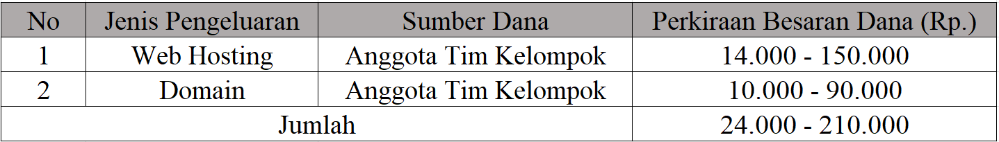 No Jenis Pengeluaran Sumber Dana Perkiraan Besaran Dana (Rp.)
1 Web Hosting Anggota Tim Kelompok 14.000 - 150.000
2 Domain Anggota Tim Kelompok 10.000 - 90.000
Jumlah 24.000 - 210.000